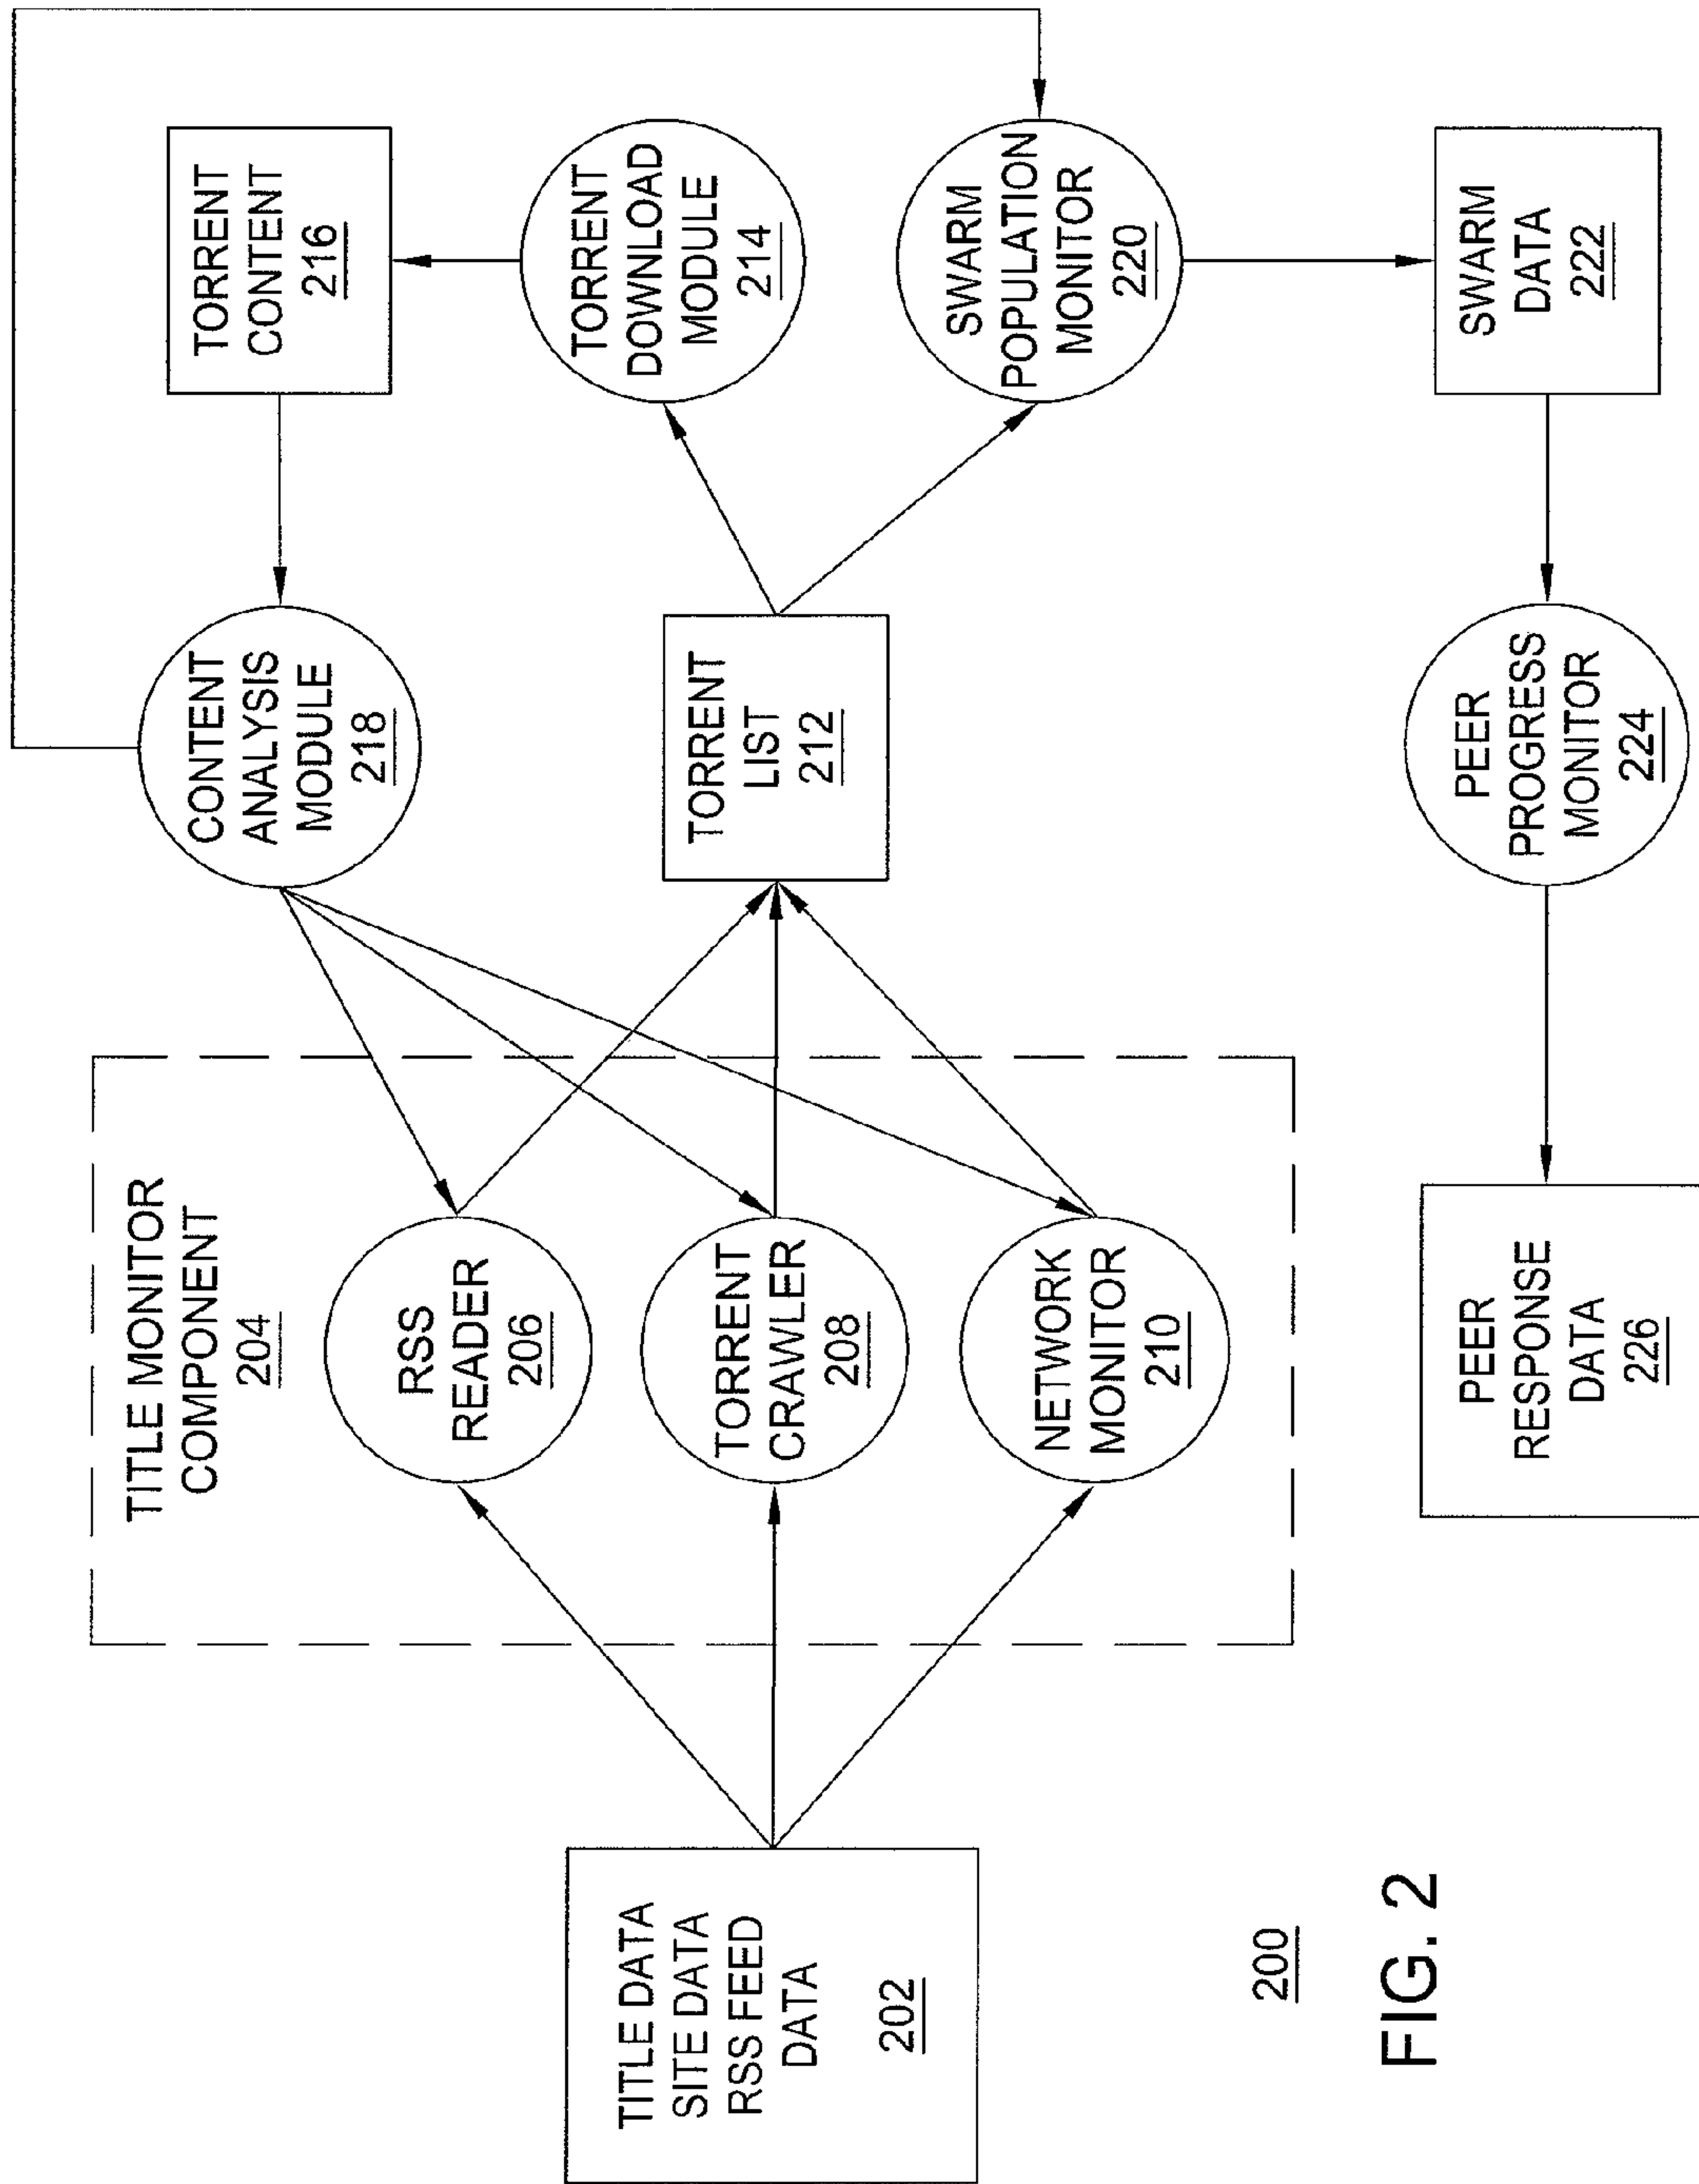 TITLE DATA
SITE DATA
RSS FEED
DATA
202
TITLE MONITOR
COMPONENT
204
RSS
READER
206
TORRENT
CRAWLER
208
NETWORK
MONITOR
210
CONTENT
ANALYSIS
MODULE
218
TORRENT
LIST
212
TORRENT
CONTENT
216
TORRENT
DOWNLOAD
MODULE
214
SWARM
POPULATION
MONITOR
220
SWARM
DATA
222
PEER
PROGRESS
MONITOR
224
PEER
RESPONSE
DATA
226
200
FIG. 2